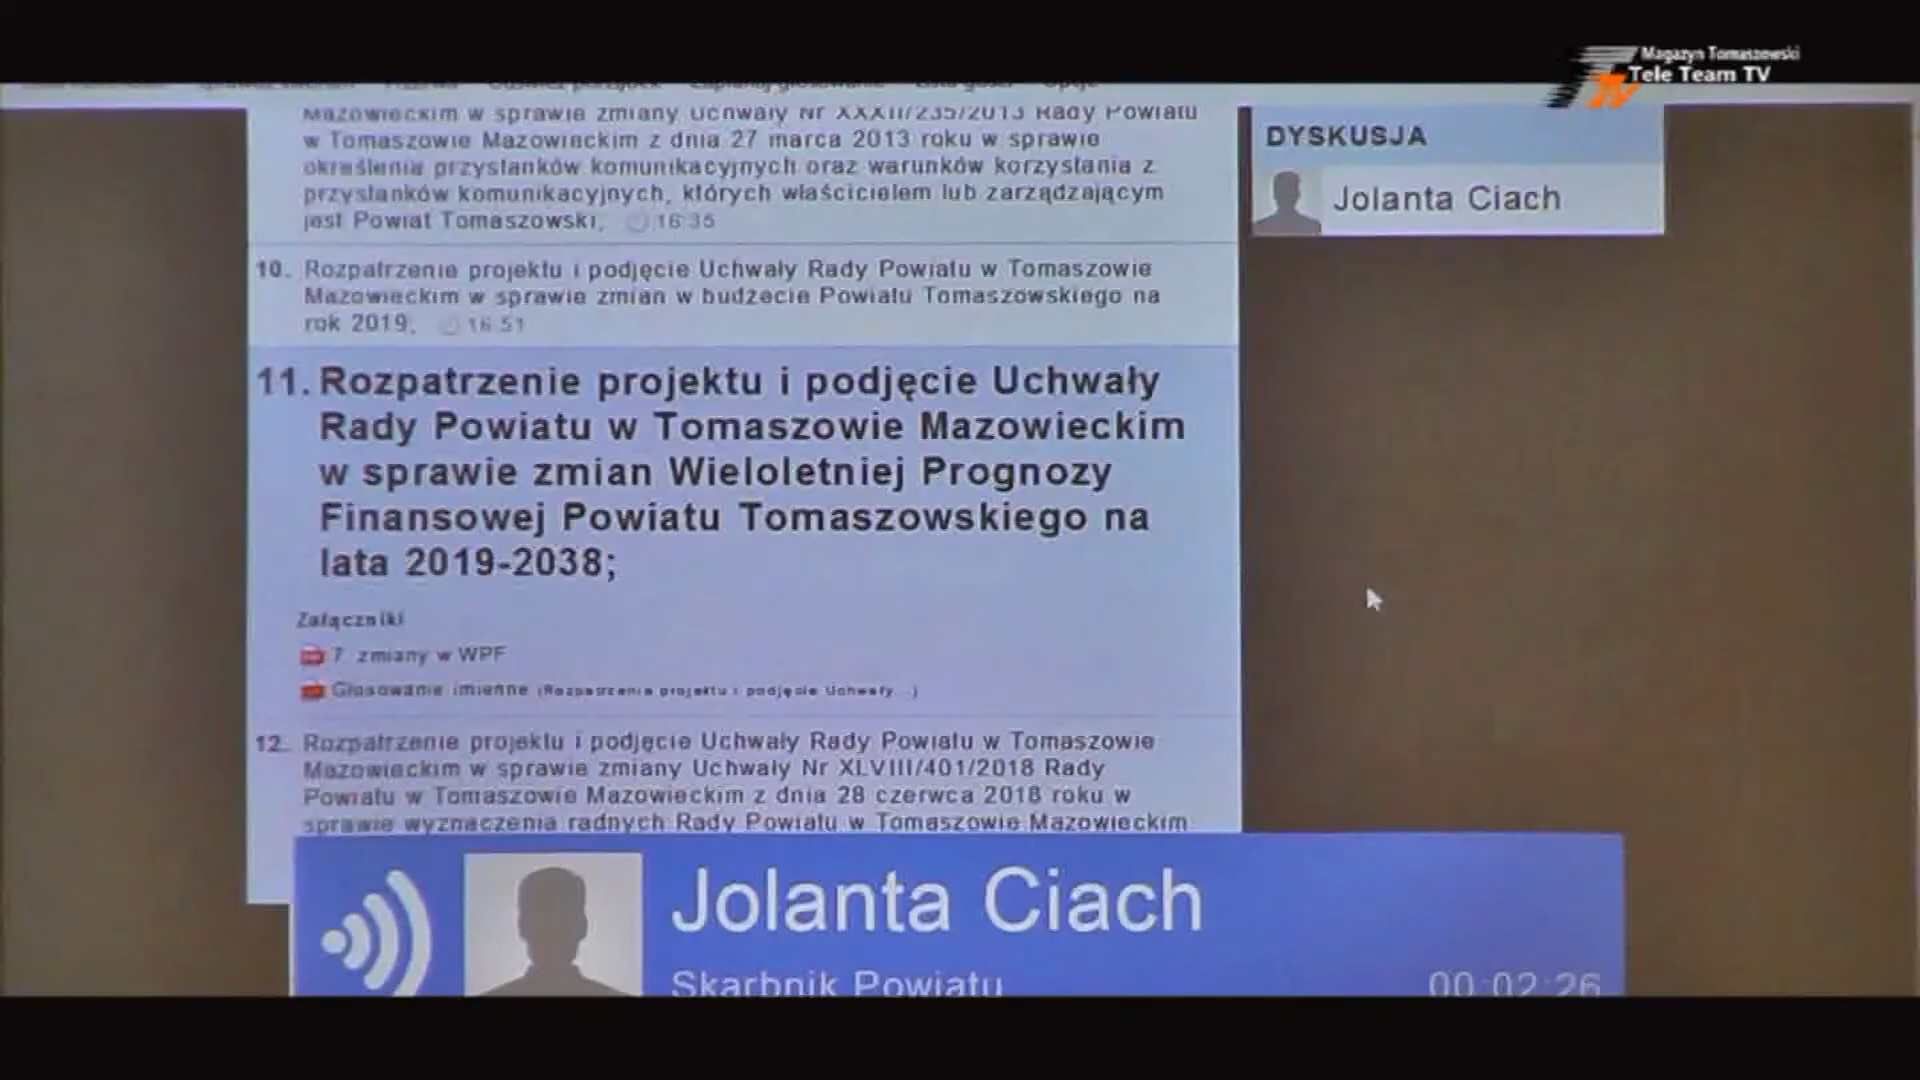 Magazyn Tomaszowski
Tele Team TV
Mazowieckim w sprawie zmiany Uchwały Nr XXXII/235/2013 Rady Powiatu
w Tomaszowie Mazowieckim z dnia 27 marca 2013 roku w sprawie
określenia przystanków komunikacyjnych oraz warunków korzystania z
przystanków komunikacyjnych, których właścicielem lub zarządzającym
jest Powiat Tomaszowski; 16:35
10. Rozpatrzenie projektu i podjęcie Uchwały Rady Powiatu w Tomaszowie
Mazowieckim w sprawie zmian w budżecie Powiatu Tomaszowskiego na
rok 2019; 16:51
11. Rozpatrzenie projektu i podjęcie Uchwały
Rady Powiatu w Tomaszowie Mazowieckim
w sprawie zmian Wieloletniej Prognozy
Finansowej Powiatu Tomaszowskiego na
lata 2019-2038;
Załączniki
7. zmiany w WPF
Głosowanie imienne (Rozpatrzenie projektu i podjęcie Uchwały...)
12. Rozpatrzenie projektu i podjęcie Uchwały Rady Powiatu w Tomaszowie
Mazowieckim w sprawie zmiany Uchwały Nr XLVIII/401/2018 Rady
Powiatu w Tomaszowie Mazowieckim z dnia 28 czerwca 2018 roku w
sprawie wyznaczenia radnych Rady Powiatu w Tomaszowie Mazowieckim
DYSKUSJA
Jolanta Ciach
Jolanta Ciach
Skarbnik Powiatu
00:02:26